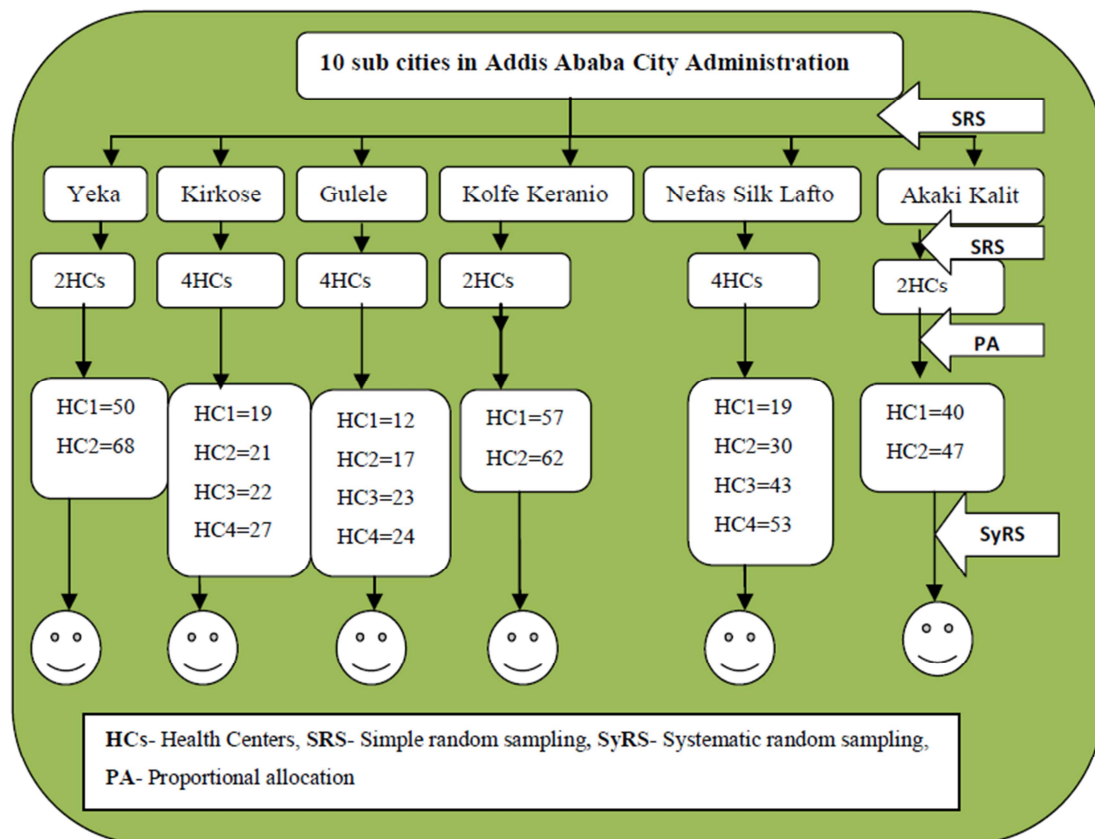 10 sub cities in Addis Ababa City Administration
SRS
Yeka
Kirkose
Gulele
Kolfe Keranio
Nefas Silk Lafto
Akaki Kalit
SRS
2HCs
4HCs
4HCs
2HCs
4HCs
2HCs
PA
HC1=50
HC2=68
HC1=19
HC2=21
HC3=22
HC4=27
HC1=12
HC2=17
HC3=23
HC4=24
HC1=57
HC2=62
HC1=19
HC2=30
HC3=43
HC4=53
HC1=40
HC2=47
SyRS
HCs- Health Centers, SRS- Simple random sampling, SyRS- Systematic random sampling,
PA- Proportional allocation